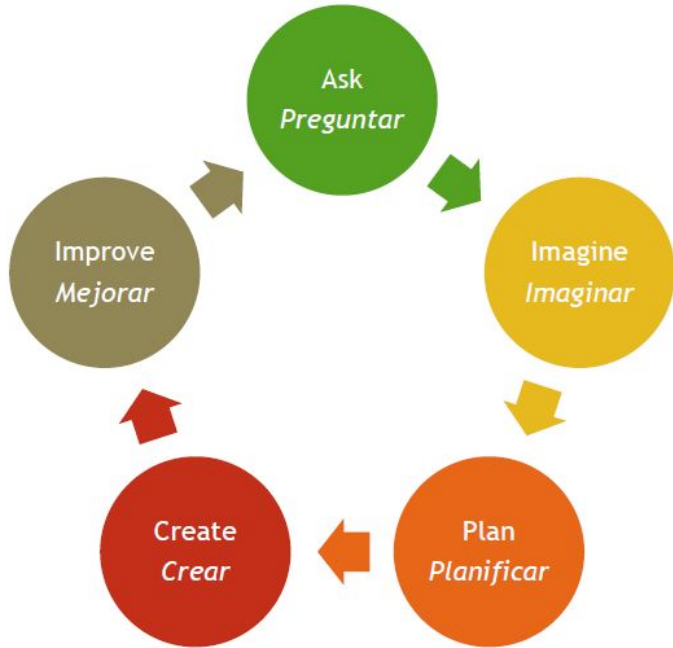 Ask
Preguntar
Imagine
Imaginar
Plan
Planificar
Create
Crear
Improve
Mejorar